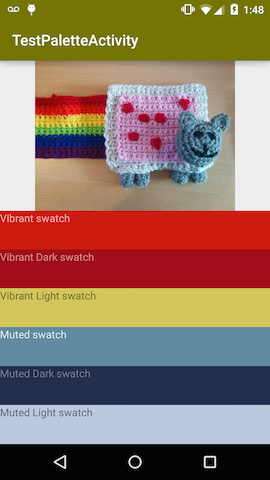 1:48
TestPaletteActivity
Vibrant swatch
Vibrant Dark swatch
Vibrant Light swatch
Muted swatch
Muted Dark swatch
Muted Light swatch